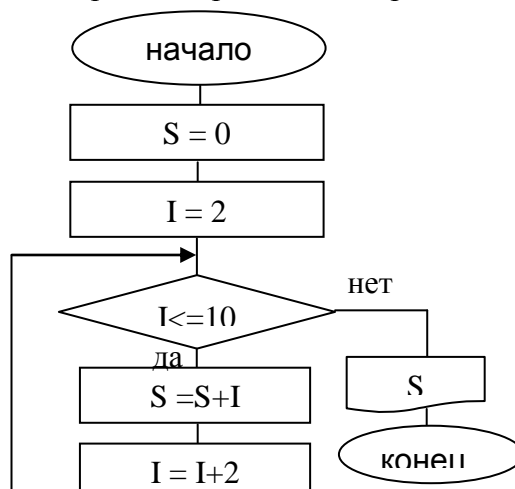 начало
S = 0
I = 2
I<=10
нет
да
S =S+I
S
I = I+2
конец